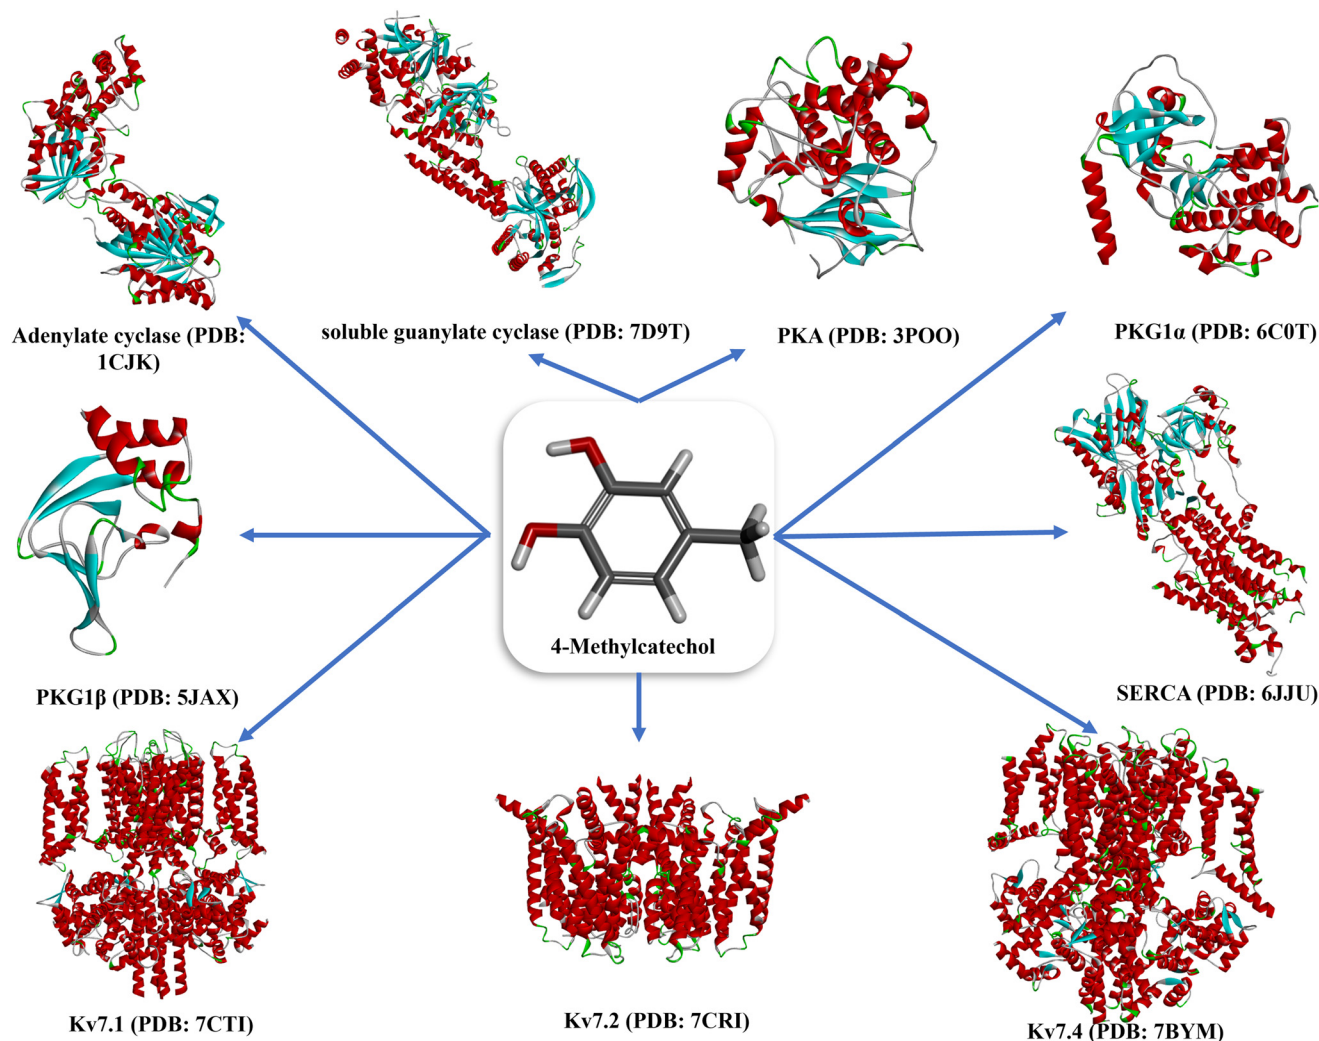 Adenylate cyclase (PDB:
1CJK)
soluble guanylate cyclase (PDB: 7D9T)
PKA (PDB: 3POO)
PKG1α (PDB: 6C0T)
4-Methylcatechol
PKG1β (PDB: 5JAX)
SERCA (PDB: 6JJU)
Kv7.1 (PDB: 7CTI)
Kv7.2 (PDB: 7CRI)
Kv7.4 (PDB: 7BYM)